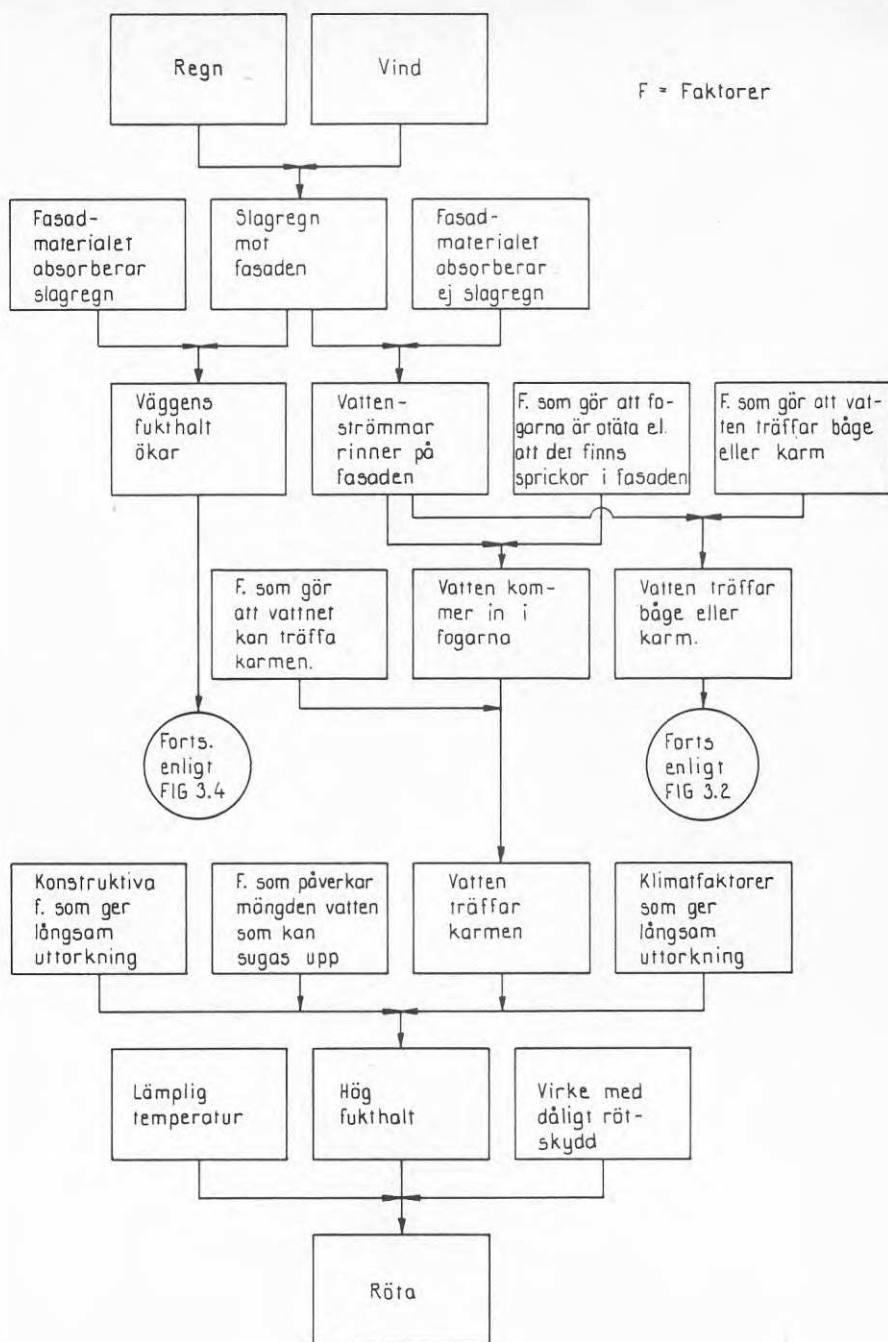 Regn
Vind
F = Faktorer
Fasad-
materialet
absorberar
slagregn
Slagregn
mot
fasaden
Fasad-
materialet
absorberar
ej slagregn
Väggens
fukthalt
ökar
Vatten-
strömmar
rinner på
fasaden
F. som gör att fo-
garna är otäta el.
att det finns
sprickor i fasaden
F. som gör att vat-
ten träffar båge
eller karm
F. som gör
att vattnet
kan träffa
karmen.
Vatten kom-
mer in i
fogarna
Vatten träffar
båge eller
karm.
Forts.
enligt
FIG 3.4
Forts
enligt
FIG 3.2
Konstruktiva
f. som ger
långsam
uttorkning
F. som påverkar
mängden vatten
som kan
sugas upp
Vatten
träffar
karmen
Klimatfaktorer
som ger
långsam
uttorkning
Lämplig
temperatur
Hög
fukthalt
Virke med
dåligt röt-
skydd
Röta